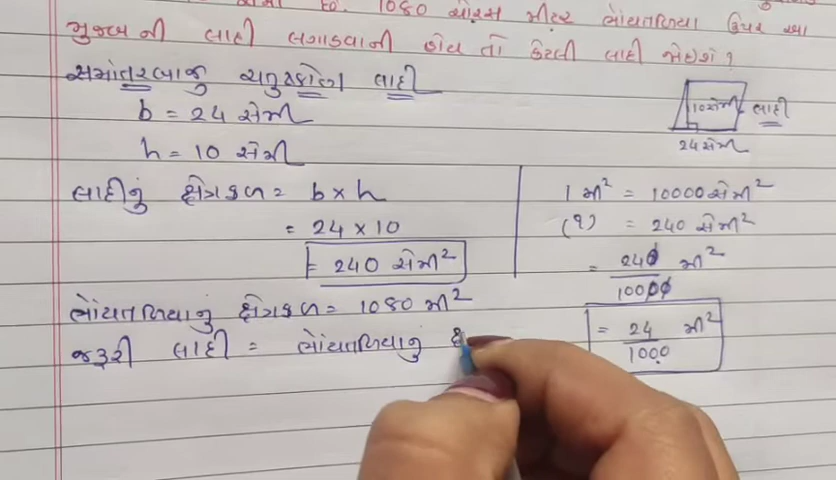 1080 ચોરસ મીટર ભોંયતળિયા ઉપર આ
મુજબ ની લાદી લગાડવાની હોય તો કેટલી લાદી જોઇશે ?
સમાંતરબાજુ ચતુષ્કોણ લાદી
b = 24 સેમી
h = 10 સેમી
10 સેમી લાદી
24 સેમી
લાદીનું ક્ષેત્રફળ = b × h
= 24 × 10
= 240 સેમી²
1 મી² = 10000 સેમી²
(?) = 240 સેમી²
= 240/10000 મી²
= 24/1000 મી²
ભોંયતળિયાનું ક્ષેત્રફળ = 1080 મી²
જરૂરી લાદી = ભોંયતળિયાનું